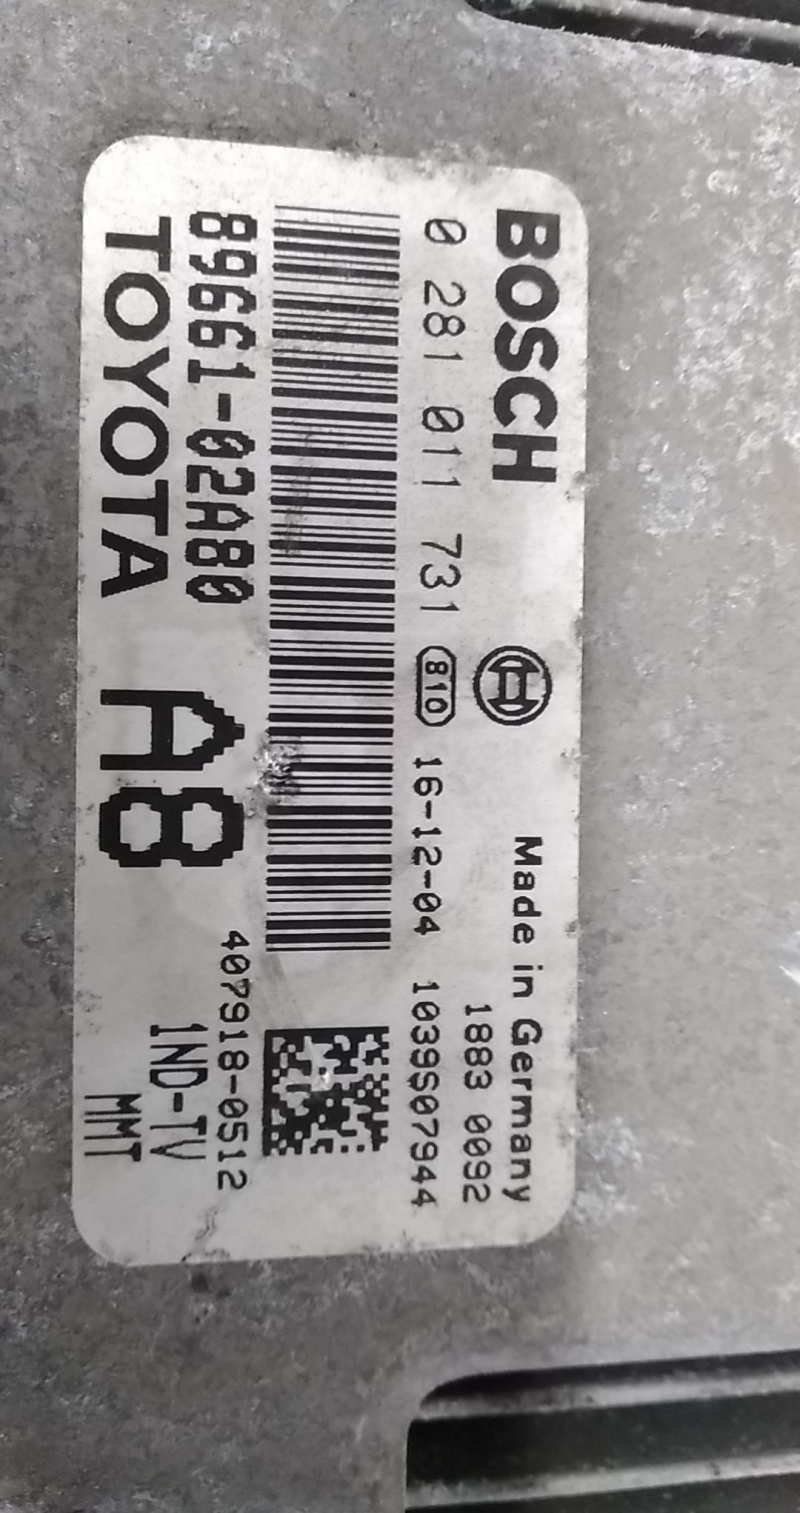 BOSCH
Made in Germany
1883 0092
0 281 011 731 810 16-12-04 1039S07944
407918-0512
89661-02A80
TOYOTA
A8
1ND-TV
MMT